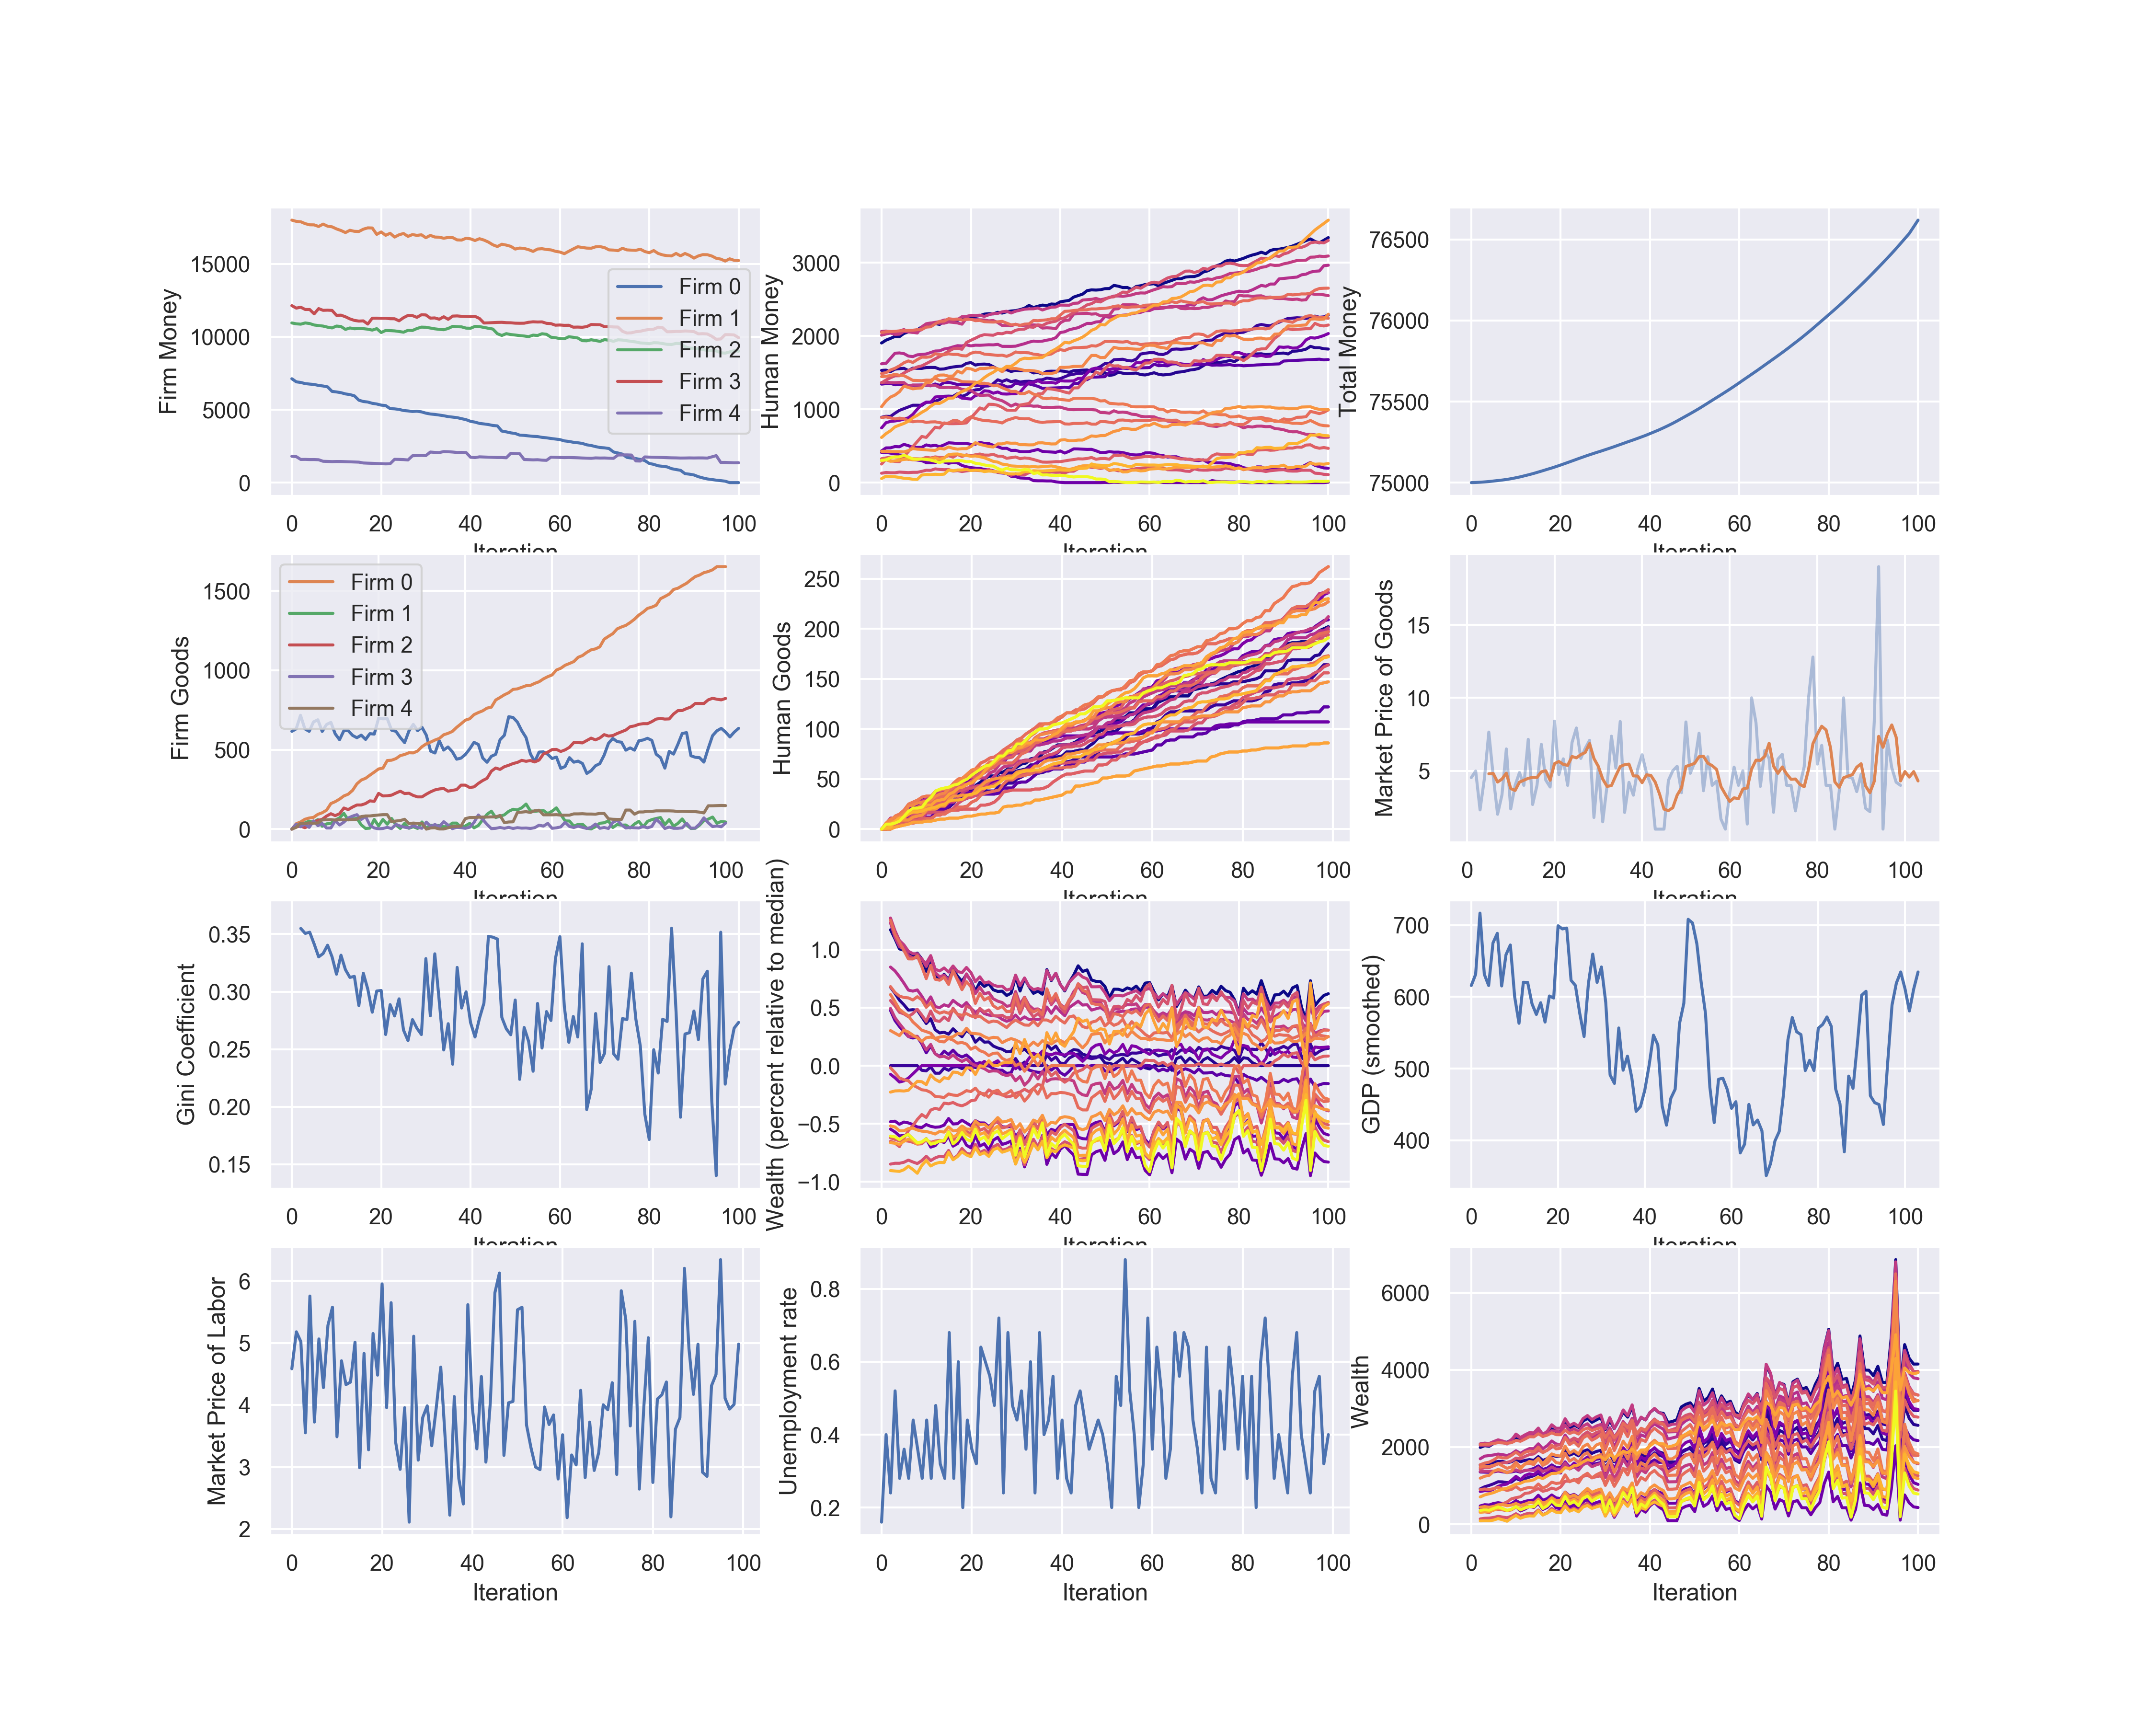 Firm Money
15000
10000
5000
0
0 20 40 60 80 100
Iteration
Firm 0
Firm 1
Firm 2
Firm 3
Firm 4
Human Money
3000
2000
1000
0
0 20 40 60 80 100
Iteration
Total Money
76500
76000
75500
75000
0 20 40 60 80 100
Iteration
Firm Goods
1500
1000
500
0
0 20 40 60 80 100
Iteration
Firm 0
Firm 1
Firm 2
Firm 3
Firm 4
Human Goods
250
200
150
100
50
0
0 20 40 60 80 100
Iteration
Market Price of Goods
15
10
5
0 20 40 60 80 100
Iteration
Gini Coefficient
0.35
0.30
0.25
0.20
0.15
0 20 40 60 80 100
Iteration
Wealth (percent relative to median)
1.0
0.5
0.0
−0.5
−1.0
0 20 40 60 80 100
Iteration
GDP (smoothed)
700
600
500
400
0 20 40 60 80 100
Iteration
Market Price of Labor
6
5
4
3
2
0 20 40 60 80 100
Iteration
Unemployment rate
0.8
0.6
0.4
0.2
0 20 40 60 80 100
Iteration
Wealth
6000
4000
2000
0
0 20 40 60 80 100
Iteration